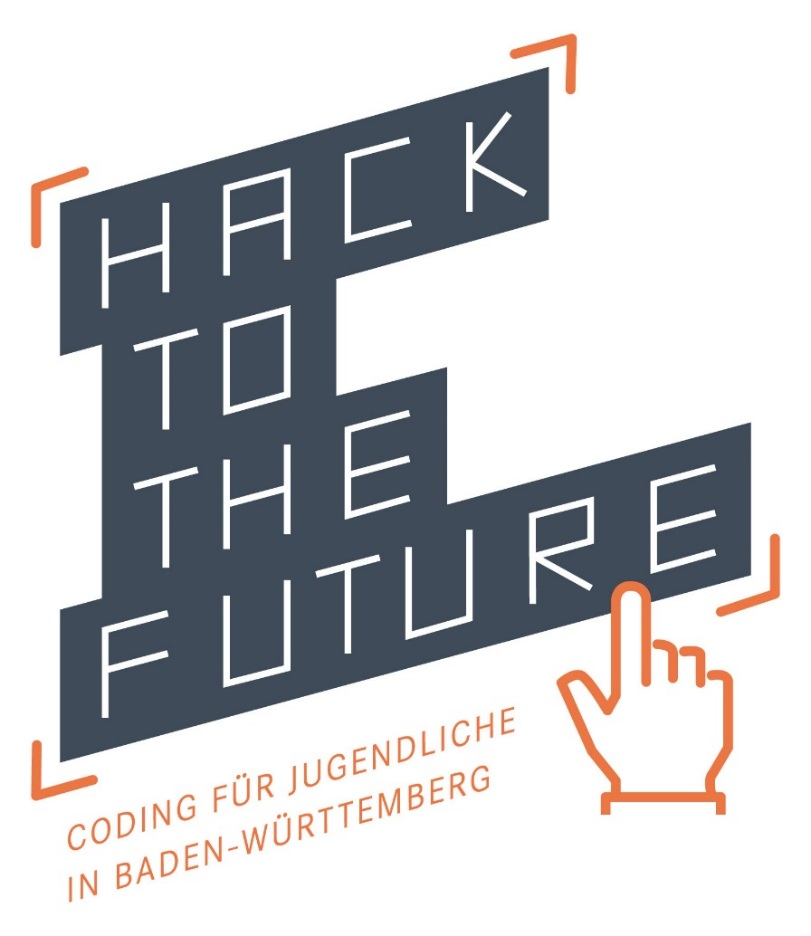 HACK
TO
THE
FUTURE
CODING FÜR JUGENDLICHE
IN BADEN-WÜRTTEMBERG